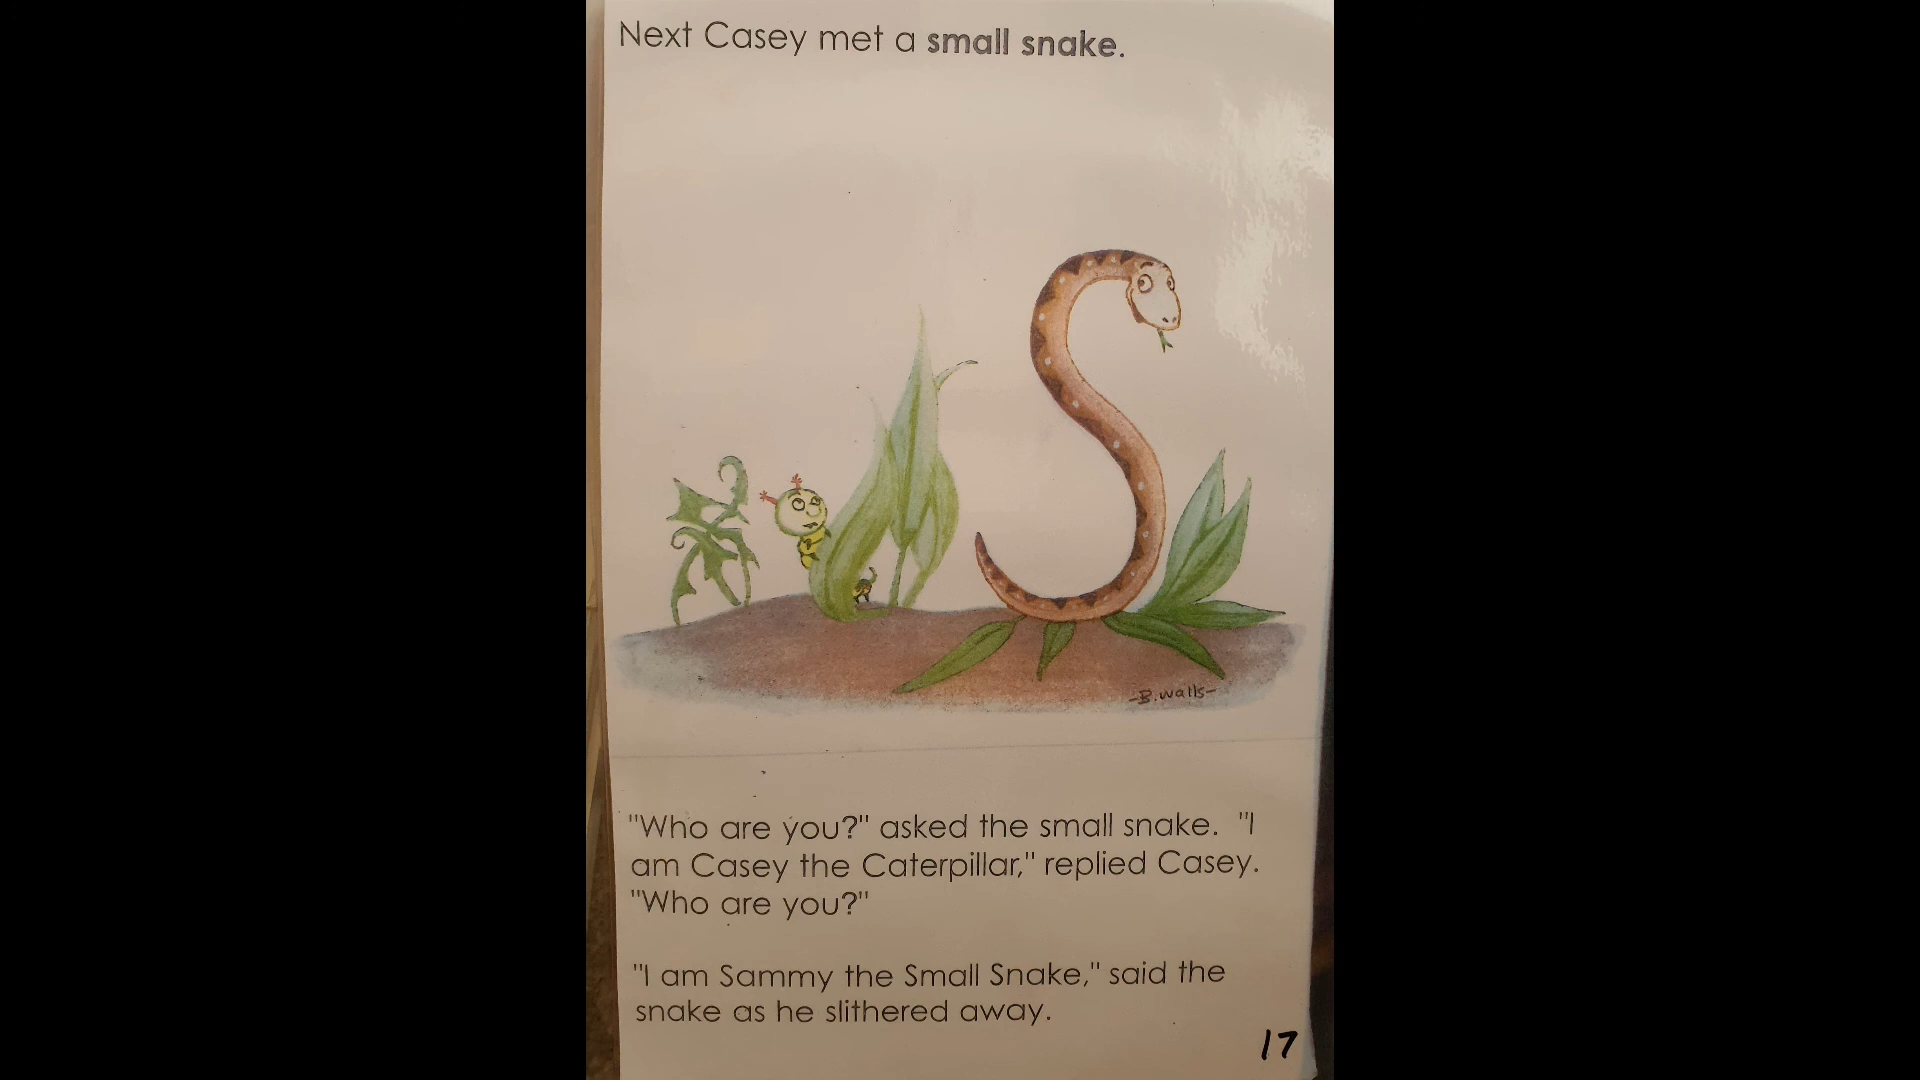 Next Casey met a small snake.
-B.Walls-
"Who are you?" asked the small snake.  "I
am Casey the Caterpillar," replied Casey.
"Who are you?"
"I am Sammy the Small Snake," said the
snake as he slithered away.
17